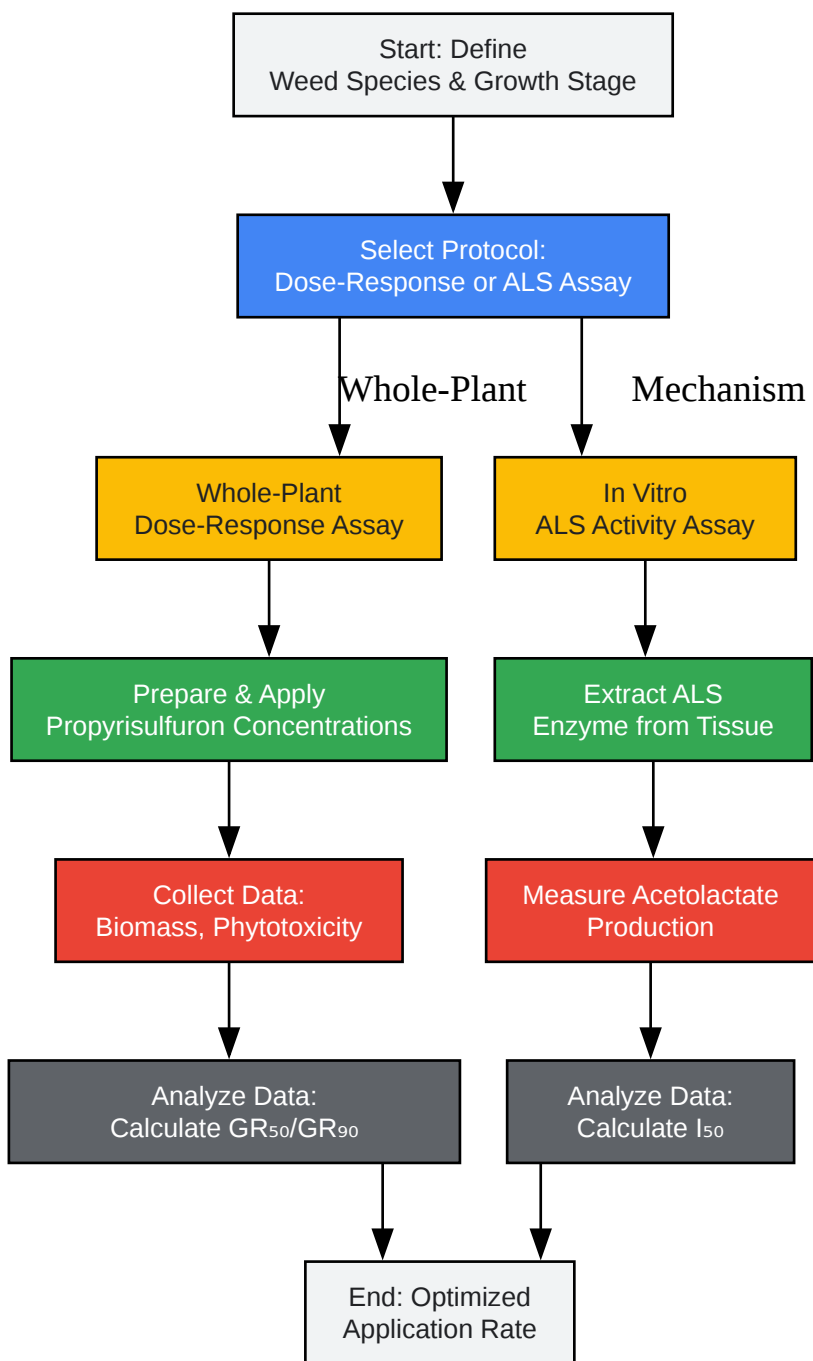 Start: Define
Weed Species & Growth Stage
Select Protocol:
Dose-Response or ALS Assay
Whole-Plant
Mechanism
Whole-Plant
Dose-Response Assay
In Vitro
ALS Activity Assay
Prepare & Apply
Propyrisulfuron Concentrations
Extract ALS
Enzyme from Tissue
Collect Data:
Biomass, Phytotoxicity
Measure Acetolactate
Production
Analyze Data:
Calculate GR₅₀/GR₉₀
Analyze Data:
Calculate I₅₀
End: Optimized
Application Rate